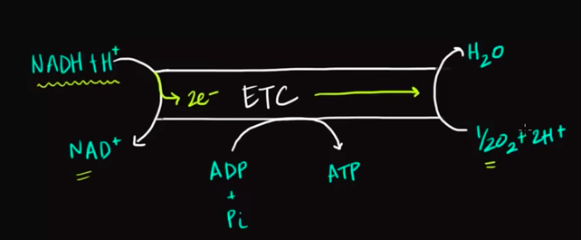 NADH + H⁺
H₂O
2e⁻
ETC
NAD⁺
1/2O₂ + 2H+
ADP
+
Pi
ATP